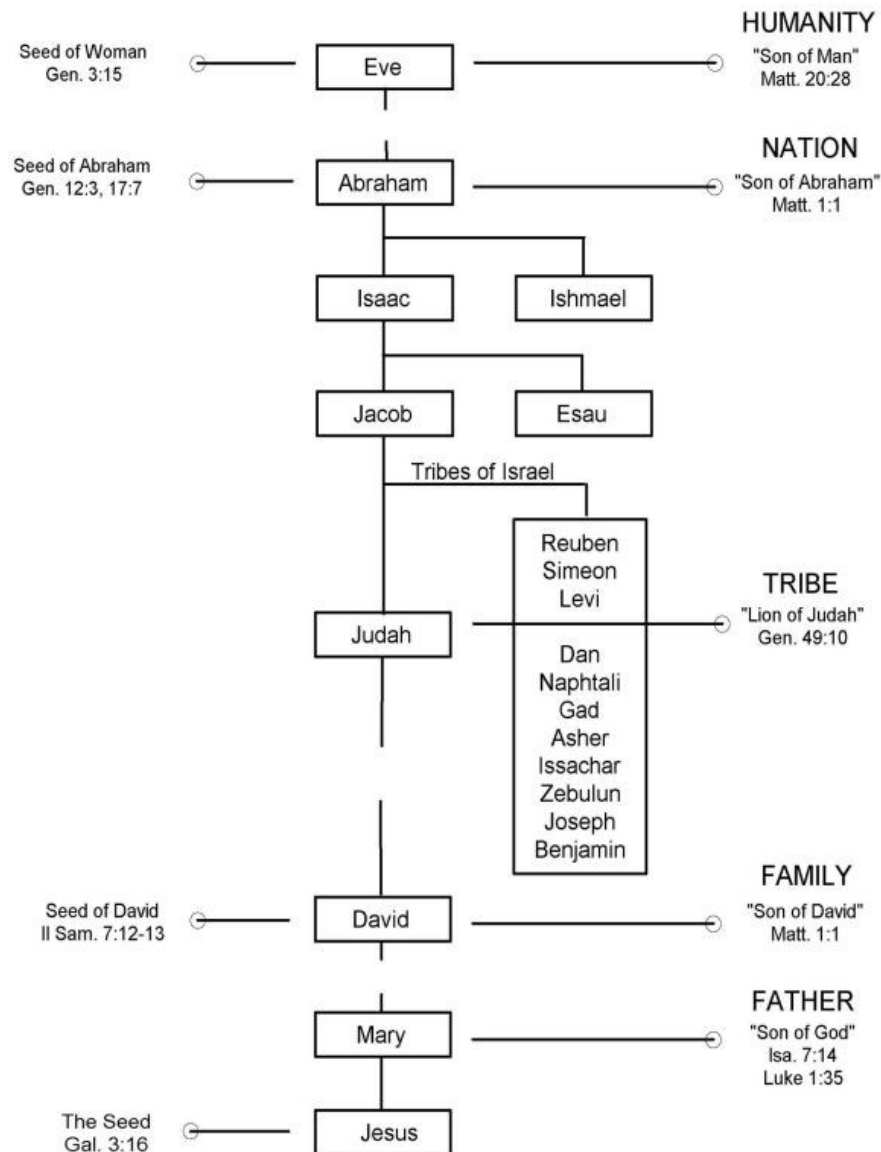 Seed of Woman
Gen. 3:15
Eve
HUMANITY
"Son of Man"
Matt. 20:28
Seed of Abraham
Gen. 12:3, 17:7
Abraham
NATION
"Son of Abraham"
Matt. 1:1
Isaac
Ishmael
Jacob
Esau
Tribes of Israel
Reuben
Simeon
Levi
Judah
TRIBE
"Lion of Judah"
Gen. 49:10
Dan
Naphtali
Gad
Asher
Issachar
Zebulun
Joseph
Benjamin
Seed of David
II Sam. 7:12-13
David
FAMILY
"Son of David"
Matt. 1:1
Mary
FATHER
"Son of God"
Isa. 7:14
Luke 1:35
The Seed
Gal. 3:16
Jesus